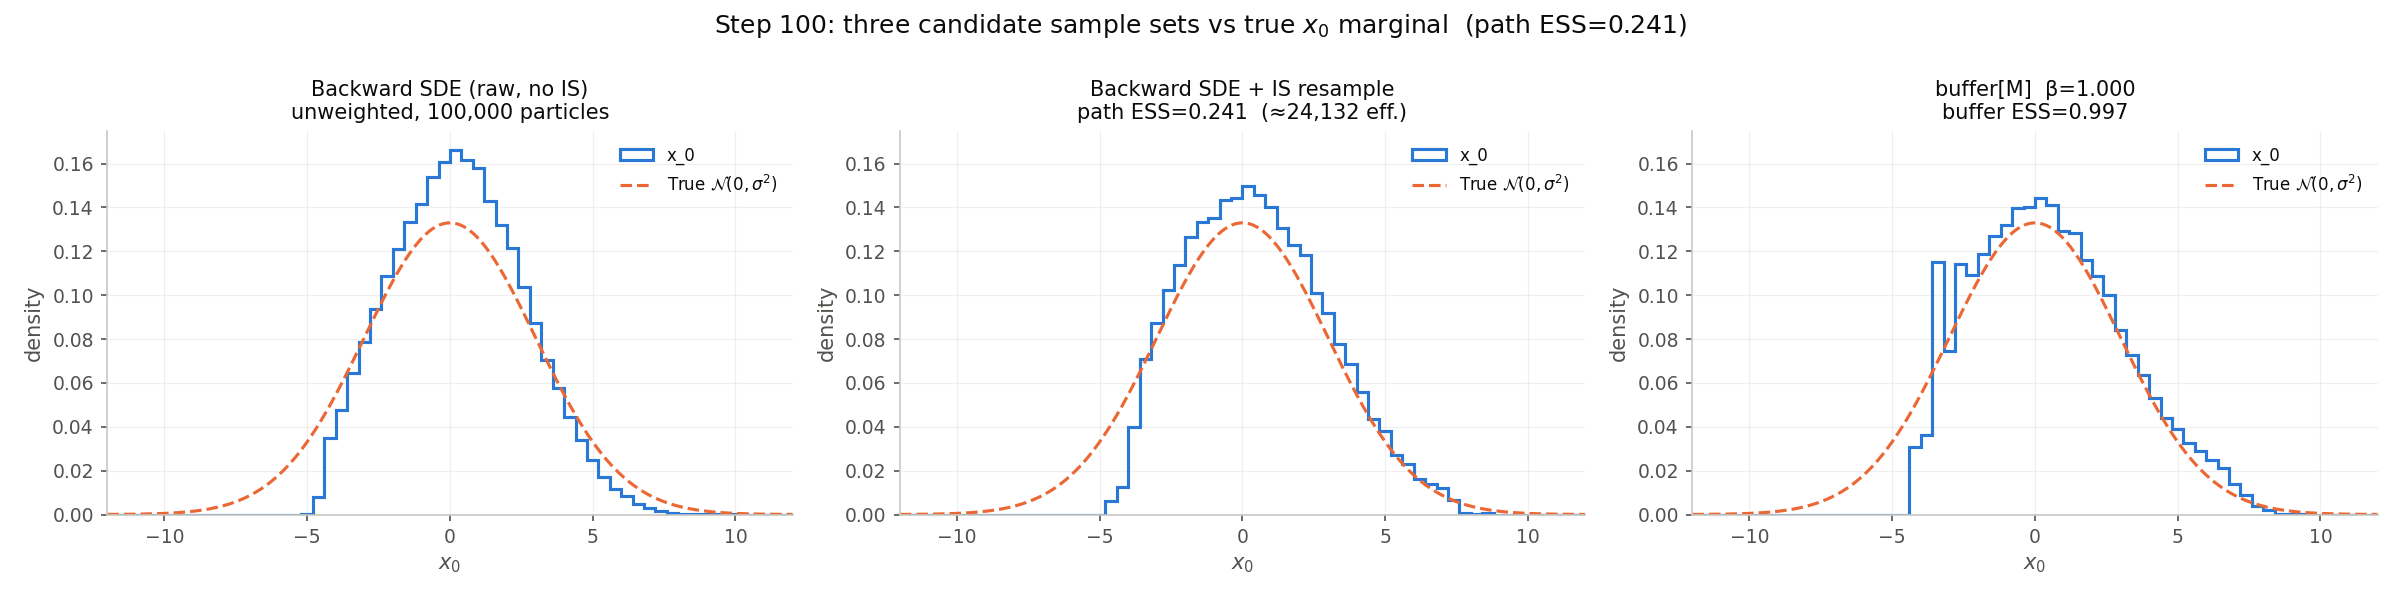 Step 100: three candidate sample sets vs true x₀ marginal (path ESS=0.241)
Backward SDE (raw, no IS)
unweighted, 100,000 particles
x_0
True 𝒩(0, σ²)
0.16
0.14
0.12
0.10
0.08
0.06
0.04
0.02
0.00
density
−10
−5
0
5
10
x₀
Backward SDE + IS resample
path ESS=0.241 (≈24,132 eff.)
x_0
True 𝒩(0, σ²)
0.16
0.14
0.12
0.10
0.08
0.06
0.04
0.02
0.00
density
−10
−5
0
5
10
x₀
buffer[M] β=1.000
buffer ESS=0.997
x_0
True 𝒩(0, σ²)
0.16
0.14
0.12
0.10
0.08
0.06
0.04
0.02
0.00
density
−10
−5
0
5
10
x₀